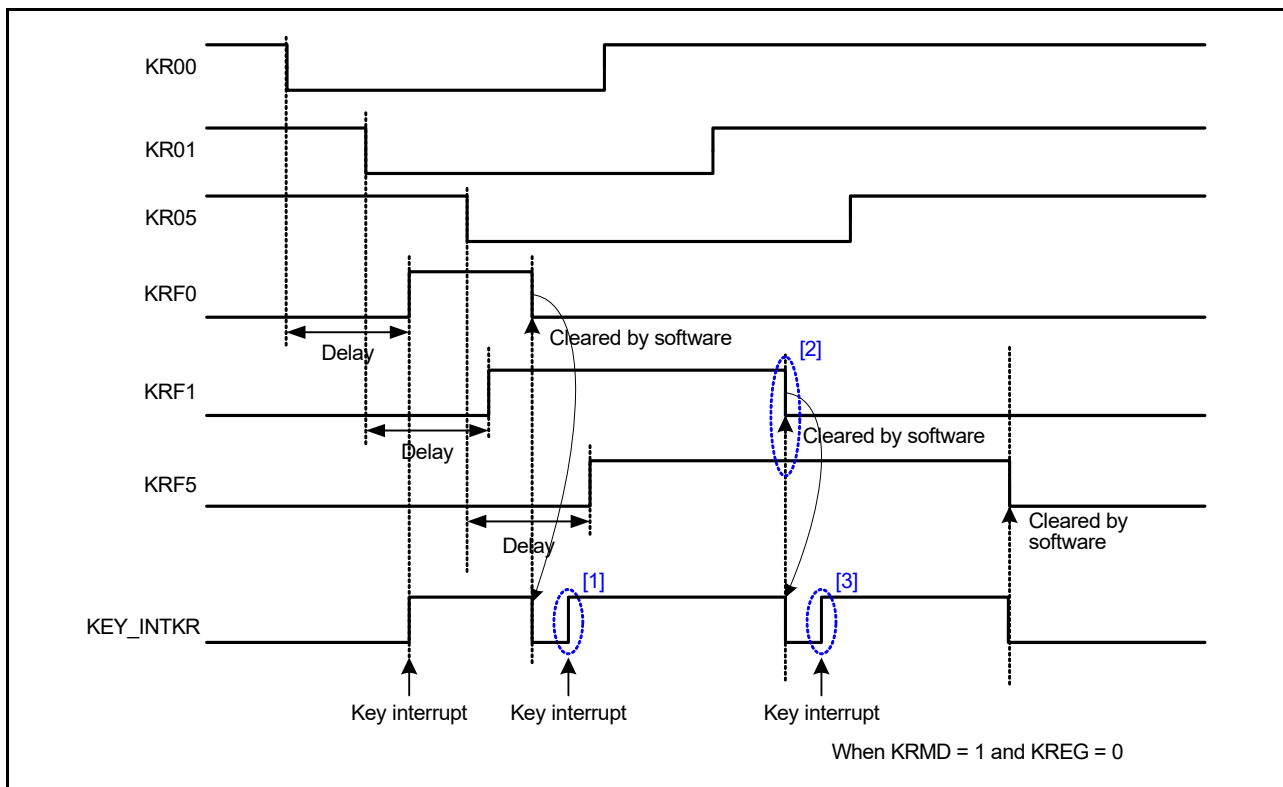 KR00
KR01
KR05
KRF0
Cleared by software
Delay
[2]
KRF1
Cleared by software
Delay
KRF5
Cleared by
software
Delay
[1]
[3]
KEY_INTKR
Key interrupt
Key interrupt
Key interrupt
When KRMD = 1 and KREG = 0